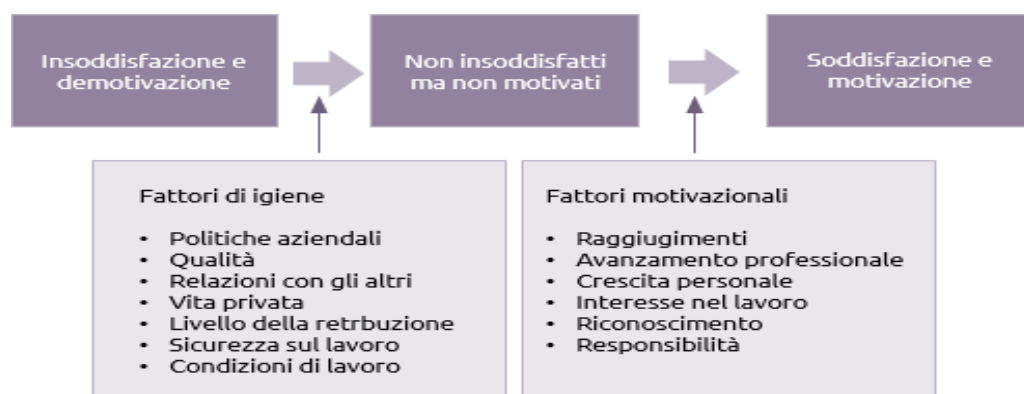 Insoddisfazione e
demotivazione
Non insoddisfatti
ma non motivati
Soddisfazione e
motivazione
Fattori di igiene
• Politiche aziendali
• Qualità
• Relazioni con gli altri
• Vita privata
• Livello della retrbuzione
• Sicurezza sul lavoro
• Condizioni di lavoro
Fattori motivazionali
• Raggiugimenti
• Avanzamento professionale
• Crescita personale
• Interesse nel lavoro
• Riconoscimento
• Responsibilità